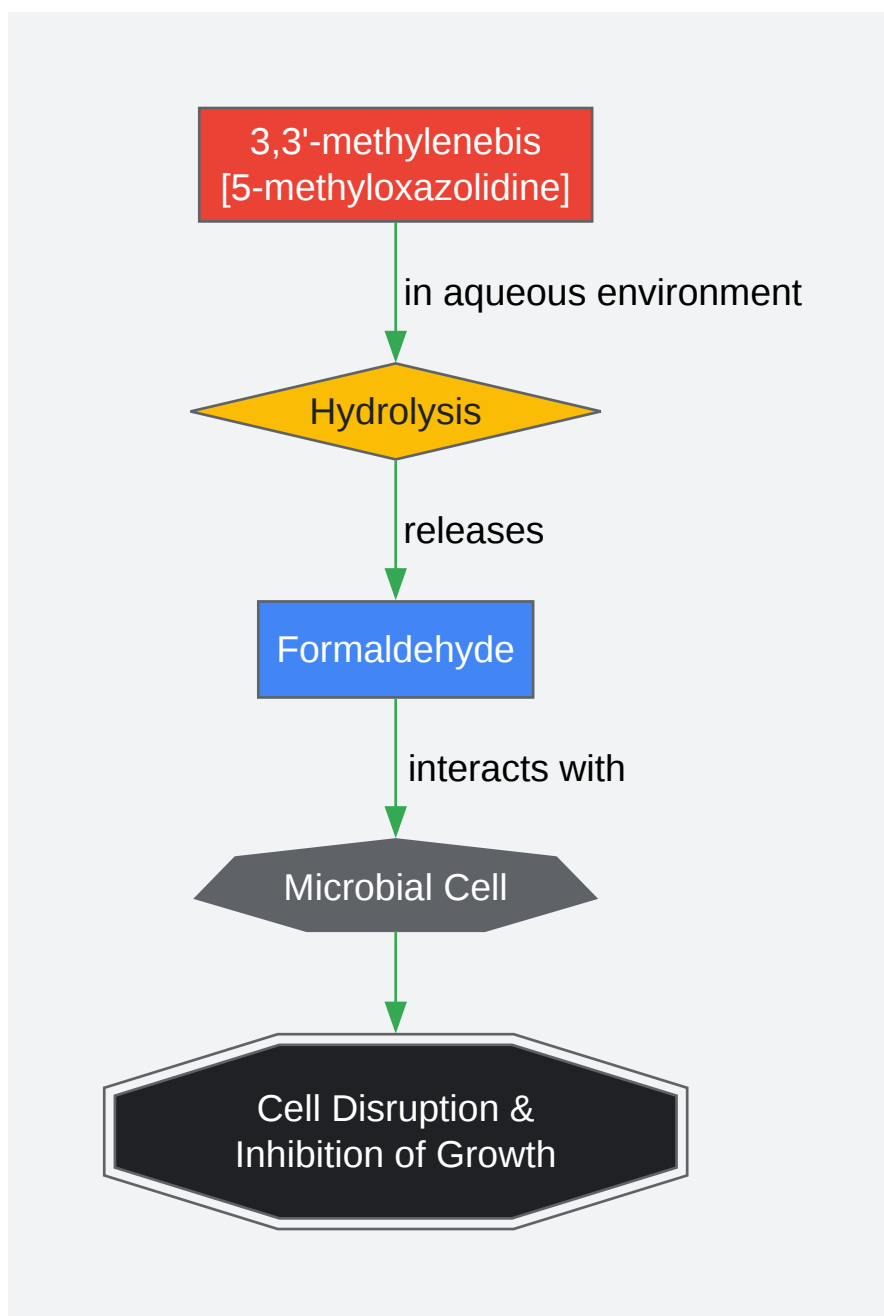 3,3'-methylenebis
[5-methyloxazolidine]
in aqueous environment
Hydrolysis
releases
Formaldehyde
interacts with
Microbial Cell
Cell Disruption &
Inhibition of Growth